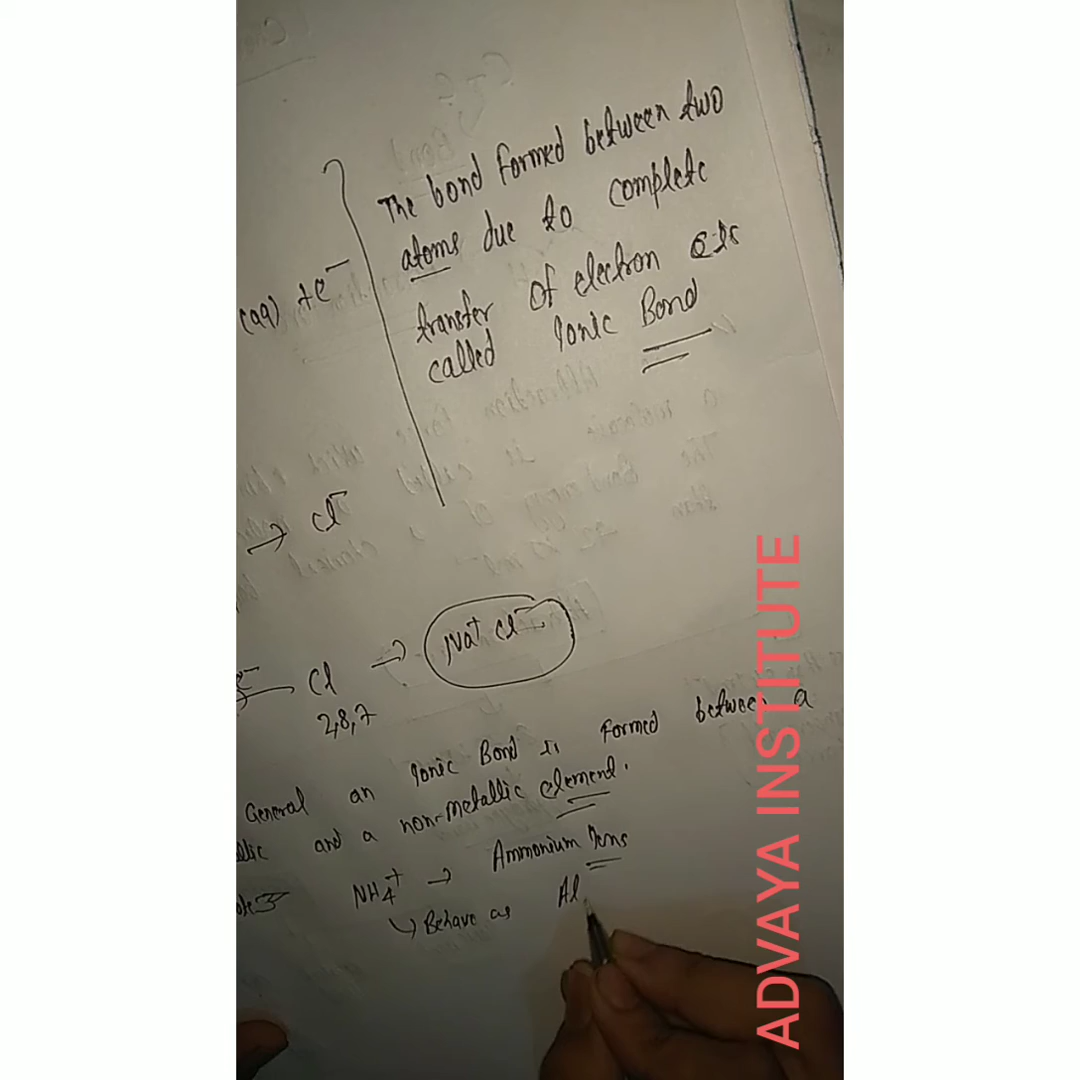 The bond formed between two
atoms due to complete
transfer of electron is
called Ionic Bond
(aq) + e⁻
→ Cl⁻
e⁻ Cl → Na⁺ Cl⁻
2,8,7
General an Ionic Bond is formed between a
llic and a non-metallic element.
NH₄⁺ → Ammonium Ions
↳ Behave as Al
ADVAYA INSTITUTE